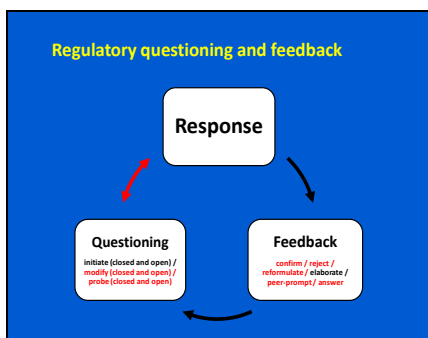 Regulatory questioning and feedback
Response
Questioning
initiate (closed and open) /
modify (closed and open) /
probe (closed and open)
Feedback
confirm / reject /
reformulate / elaborate /
peer-prompt / answer